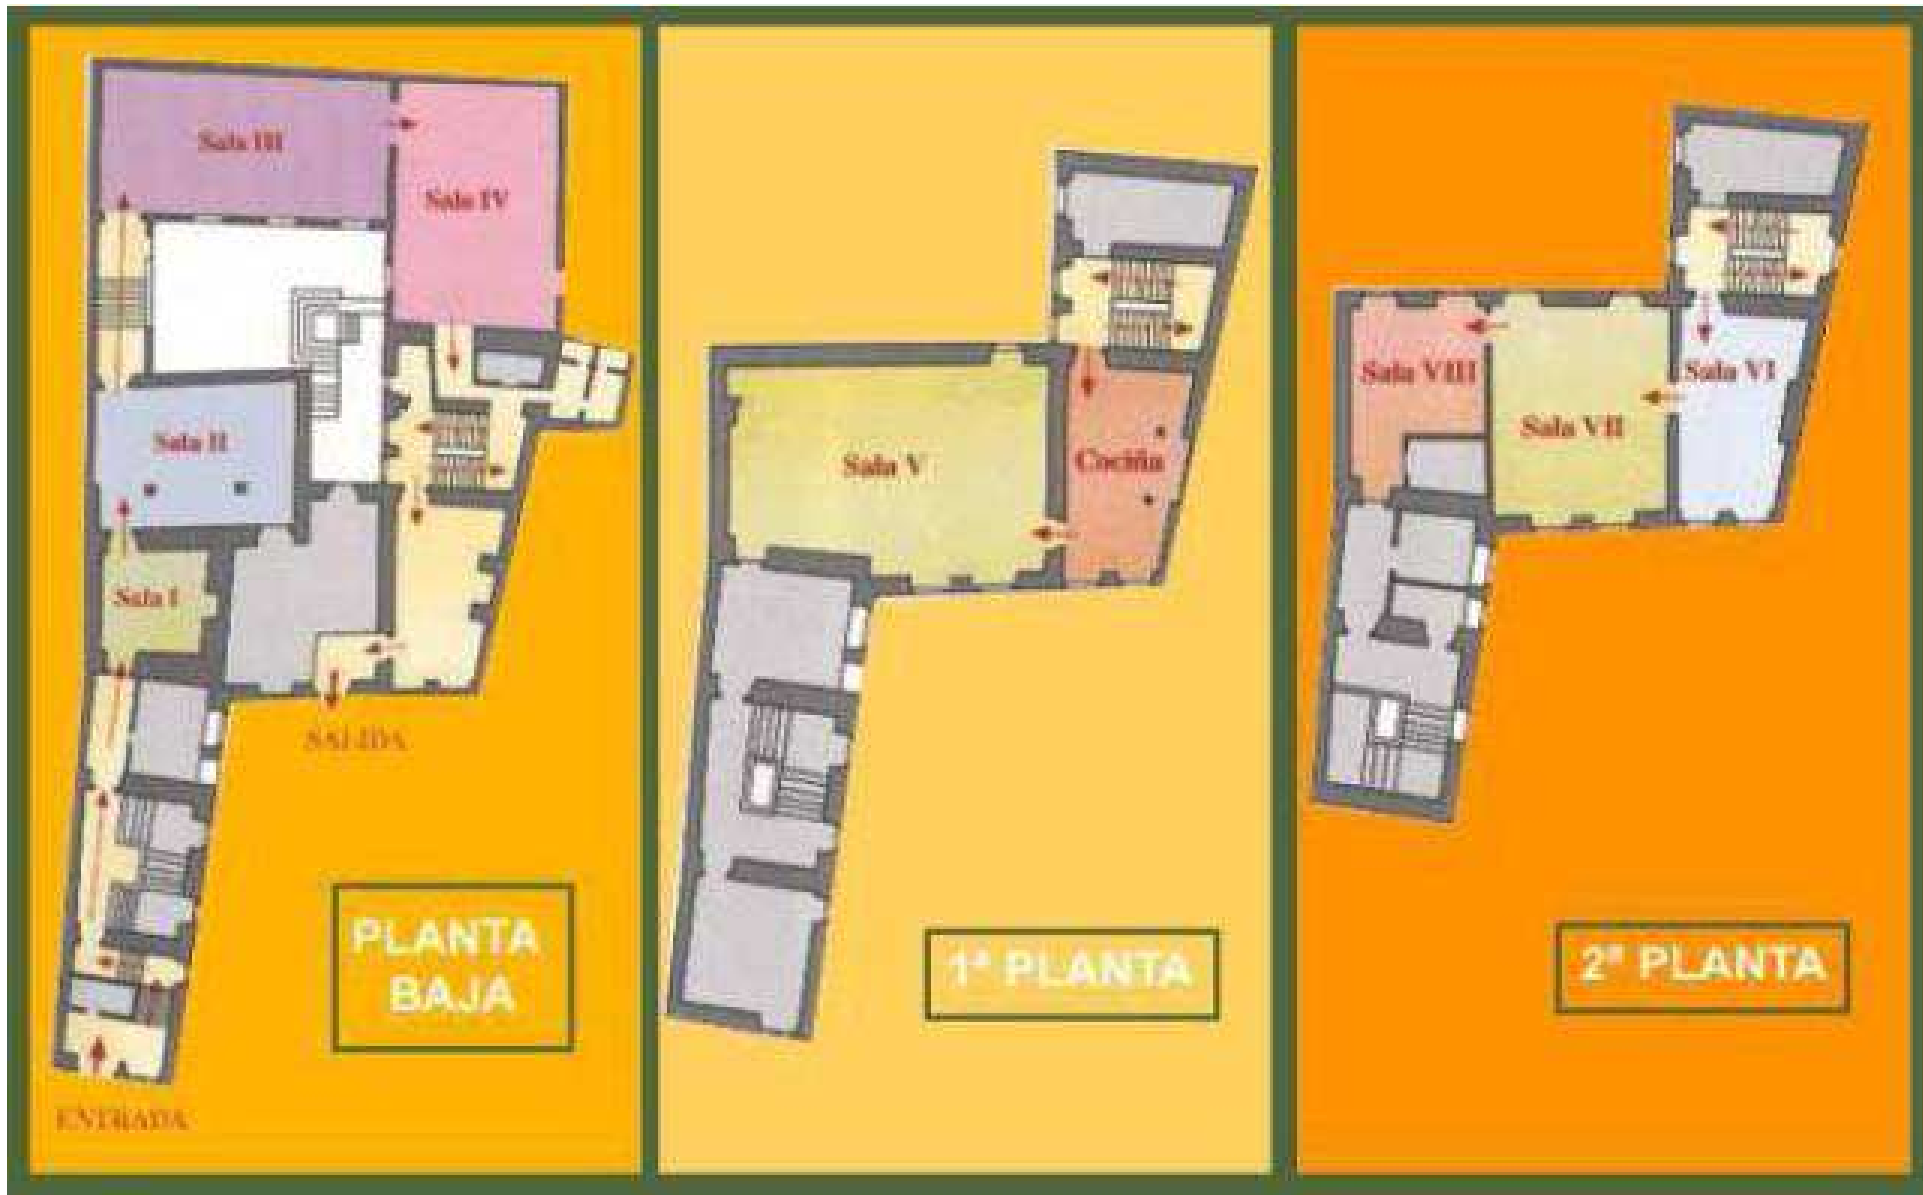 Sala III
Sala IV
Sala II
Sala I
SALIDA
PLANTA
BAJA
ENTRADA
Sala V
Cociña
1ª PLANTA
Sala VIII
Sala VII
Sala VI
2ª PLANTA